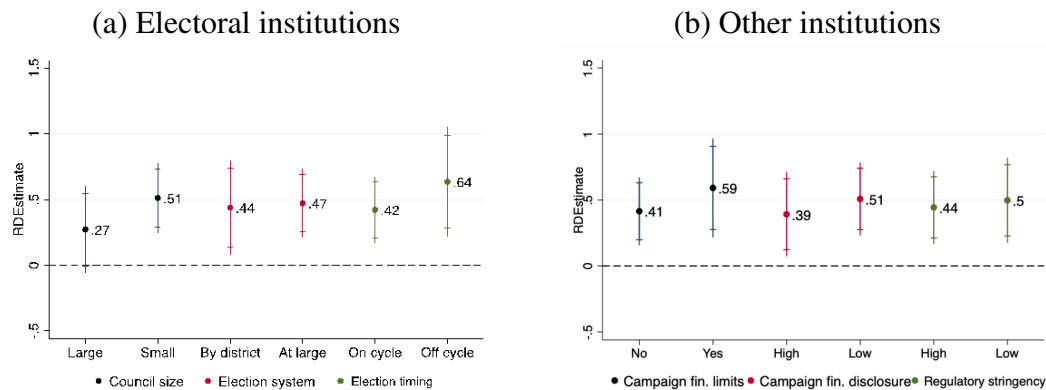 (a) Electoral institutions
(b) Other institutions
RDEstimate
1.5
1
.5
0
-.5
.27
.51
.44
.47
.42
.64
Large Small By district At large On cycle Off cycle
Council size Election system Election timing
RDEstimate
1.5
1
.5
0
-.5
.41
.59
.39
.51
.44
.5
No Yes High Low High Low
Campaign fin. limits Campaign fin. disclosure Regulatory stringency